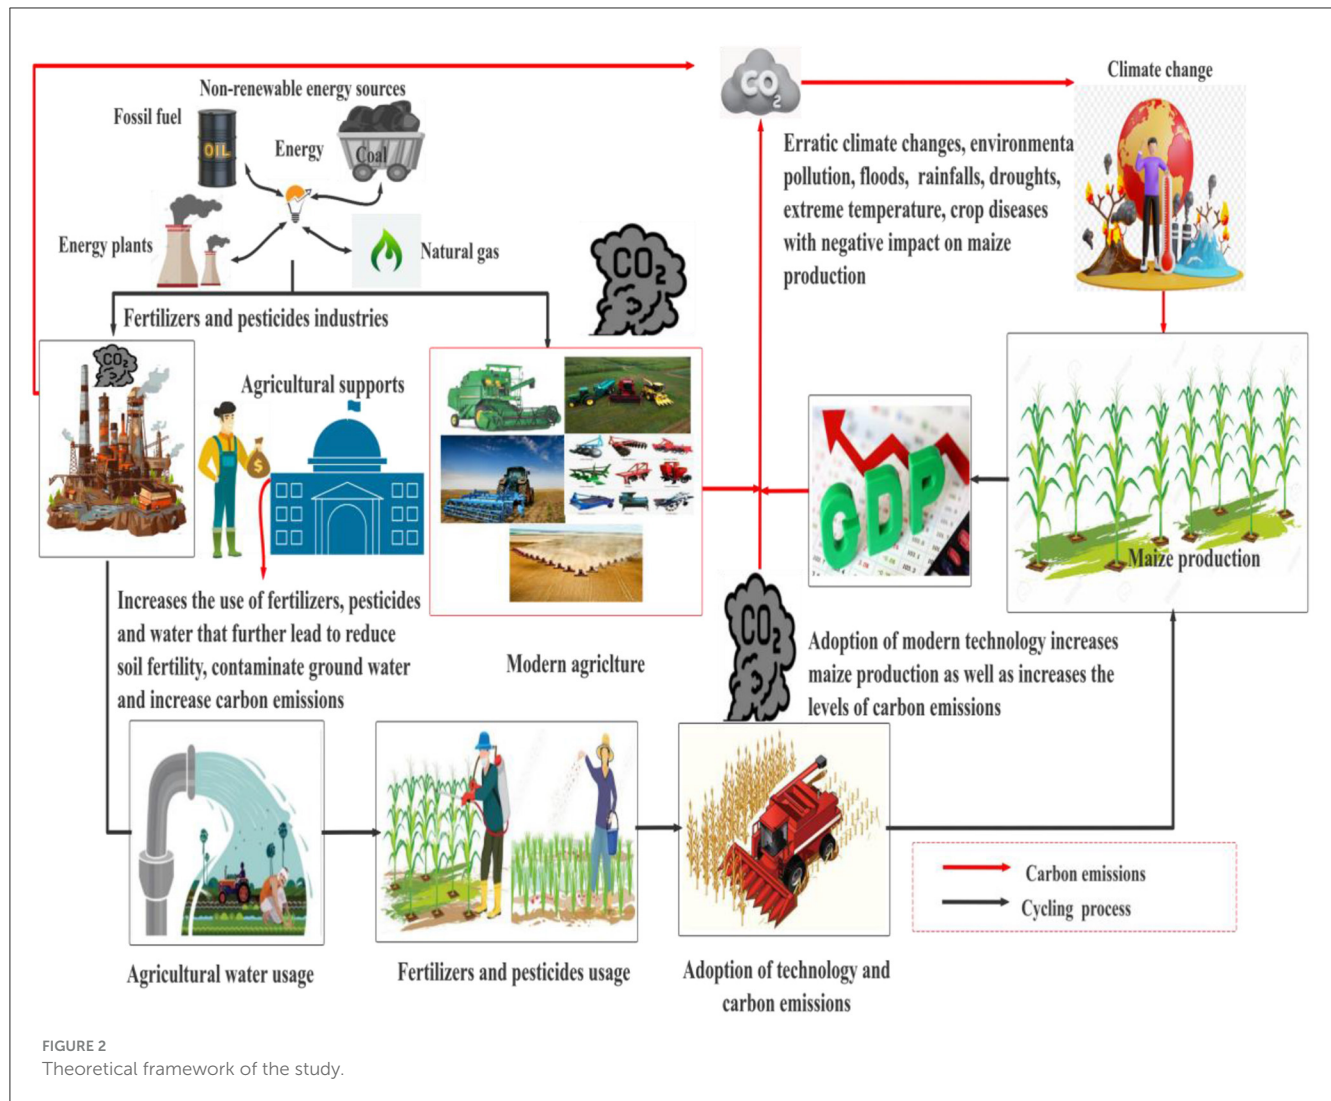 Non-renewable energy sources
Fossil fuel
OIL
Energy
Coal
Energy plants
Natural gas
CO2
CO2
Climate change
Erratic climate changes, environmenta
pollution, floods, rainfalls, droughts,
extreme temperature, crop diseases
with negative impact on maize
production
Fertilizers and pesticides industries
CO2
Agricultural supports
$
GDP
Maize production
Increases the use of fertilizers, pesticides
and water that further lead to reduce
soil fertility, contaminate ground water
and increase carbon emissions
Modern agriclture
CO2
Adoption of modern technology increases
maize production as well as increases the
levels of carbon emissions
Carbon emissions
Cycling process
Agricultural water usage
Fertilizers and pesticides usage
Adoption of technology and
carbon emissions
FIGURE 2
Theoretical framework of the study.